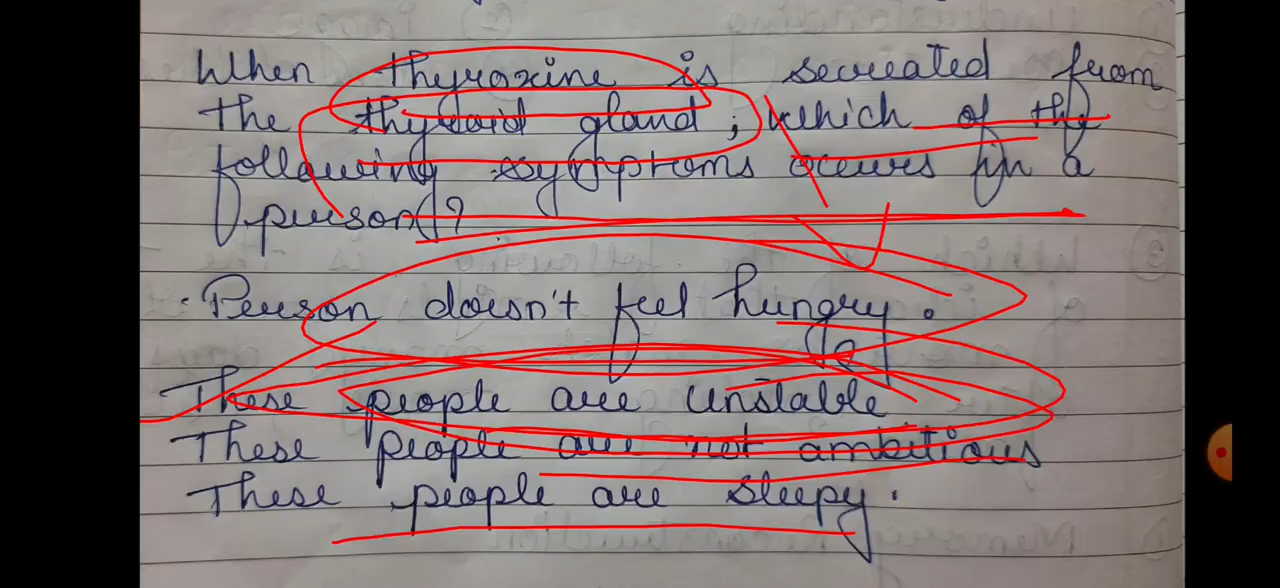 When thyroxine is secreated from
the thyroid gland, which of the
following symptoms occurs in a
person?
· Person doesn't feel hungry.
These people are unstable
These people are not ambitious
These people are sleepy.